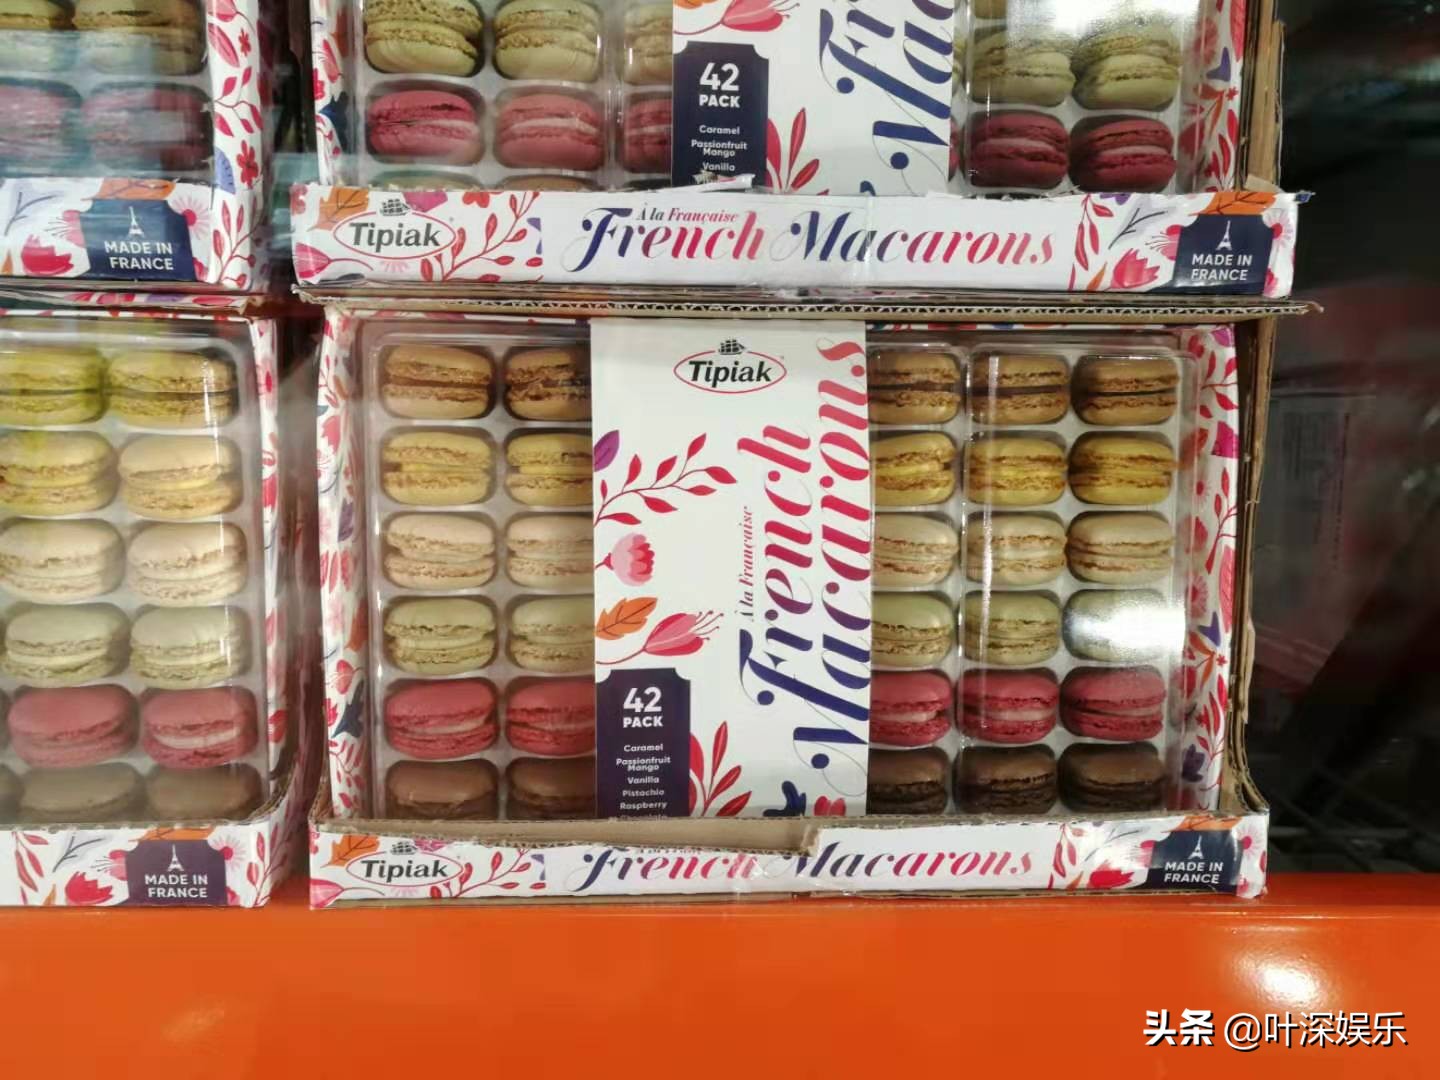 42
PACK
Caramel
Passionfruit
Mango
Vanilla
MADE IN
FRANCE
Tipiak
À la Française
French Macarons
MADE IN
FRANCE
Tipiak
À la Française
French
Macarons
42
PACK
Caramel
Passionfruit
Mango
Vanilla
Pistachio
Raspberry
MADE IN
FRANCE
Tipiak
French Macarons
MADE IN
FRANCE
头条 @叶深娱乐